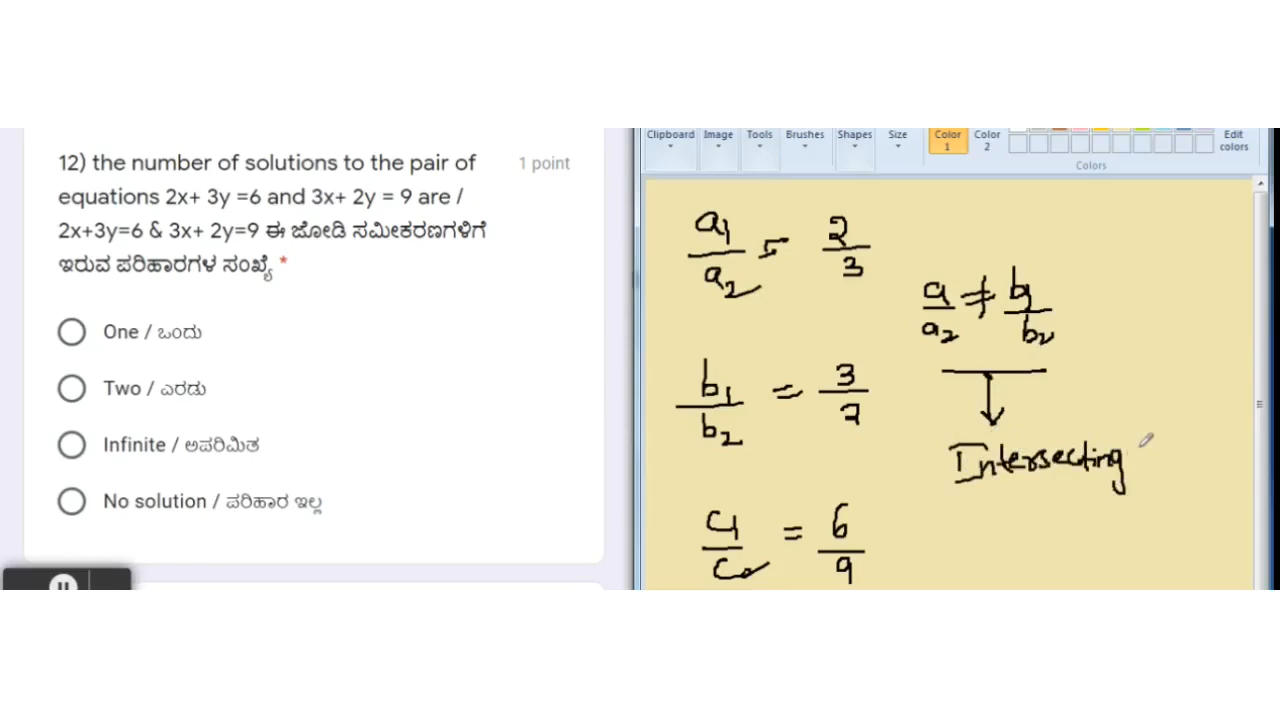 12) the number of solutions to the pair of
1 point
equations 2x+ 3y =6 and 3x+ 2y = 9 are /
2x+3y=6 & 3x+ 2y=9 ಈ ಜೋಡಿ ಸಮೀಕರಣಗಳಿಗೆ
ಇರುವ ಪರಿಹಾರಗಳ ಸಂಖ್ಯೆ *
One / ಒಂದು
Two / ಎರಡು
Infinite / ಅಪರಿಮಿತ
No solution / ಪರಿಹಾರ ಇಲ್ಲ
Clipboard Image Tools Brushes Shapes Size Color 1 Color 2 Edit colors
Colors
a1/a2 = 2/3
a/a2 ≠ b1/b2
b1/b2 = 3/2
Intersecting
c1/c2 = 6/9